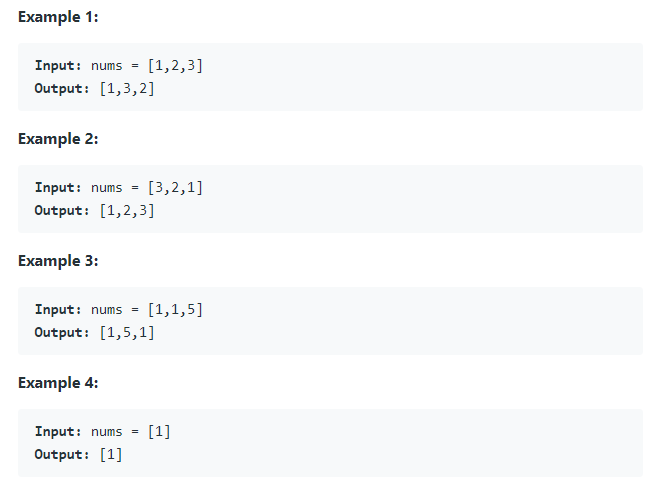 Example 1:
Input: nums = [1,2,3]
Output: [1,3,2]
Example 2:
Input: nums = [3,2,1]
Output: [1,2,3]
Example 3:
Input: nums = [1,1,5]
Output: [1,5,1]
Example 4:
Input: nums = [1]
Output: [1]